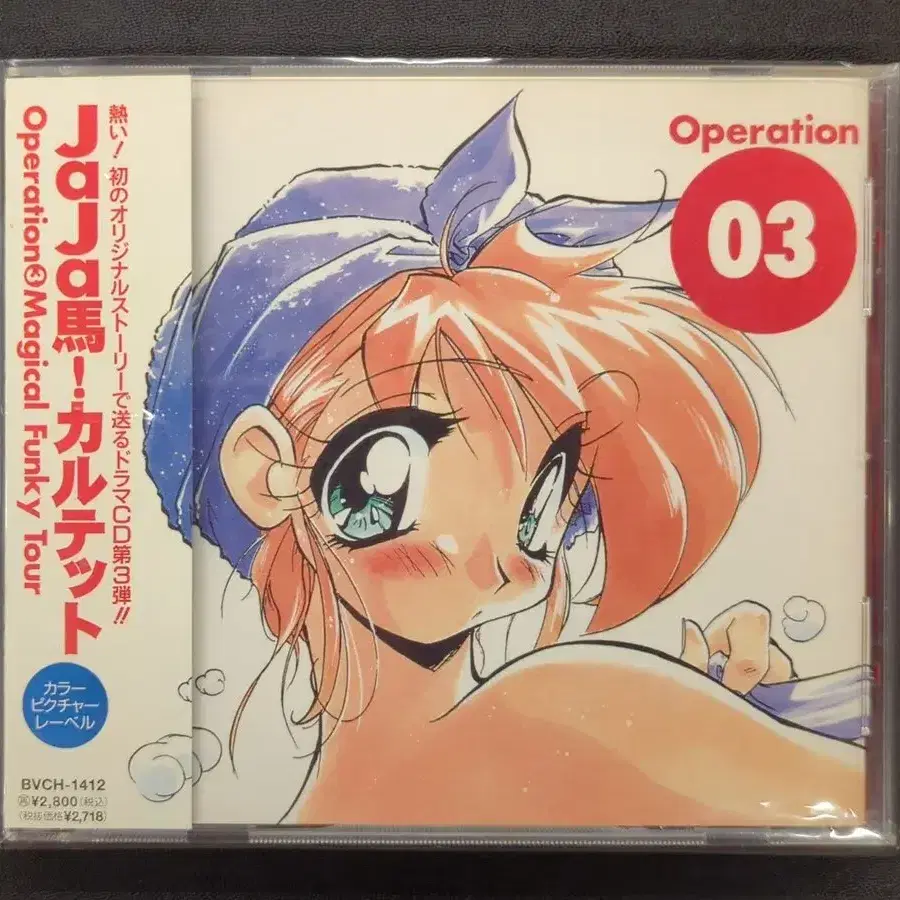 熱い!初のオリジナルストーリーで送るドラマCD第3弾!!
JaJa馬!カルテット
Operation❸Magical Funky Tour
カラー
ピクチャー
レーベル
BVCH-1412
㊖¥2,800(税込)
(税抜価格¥2,718)
Operation
03